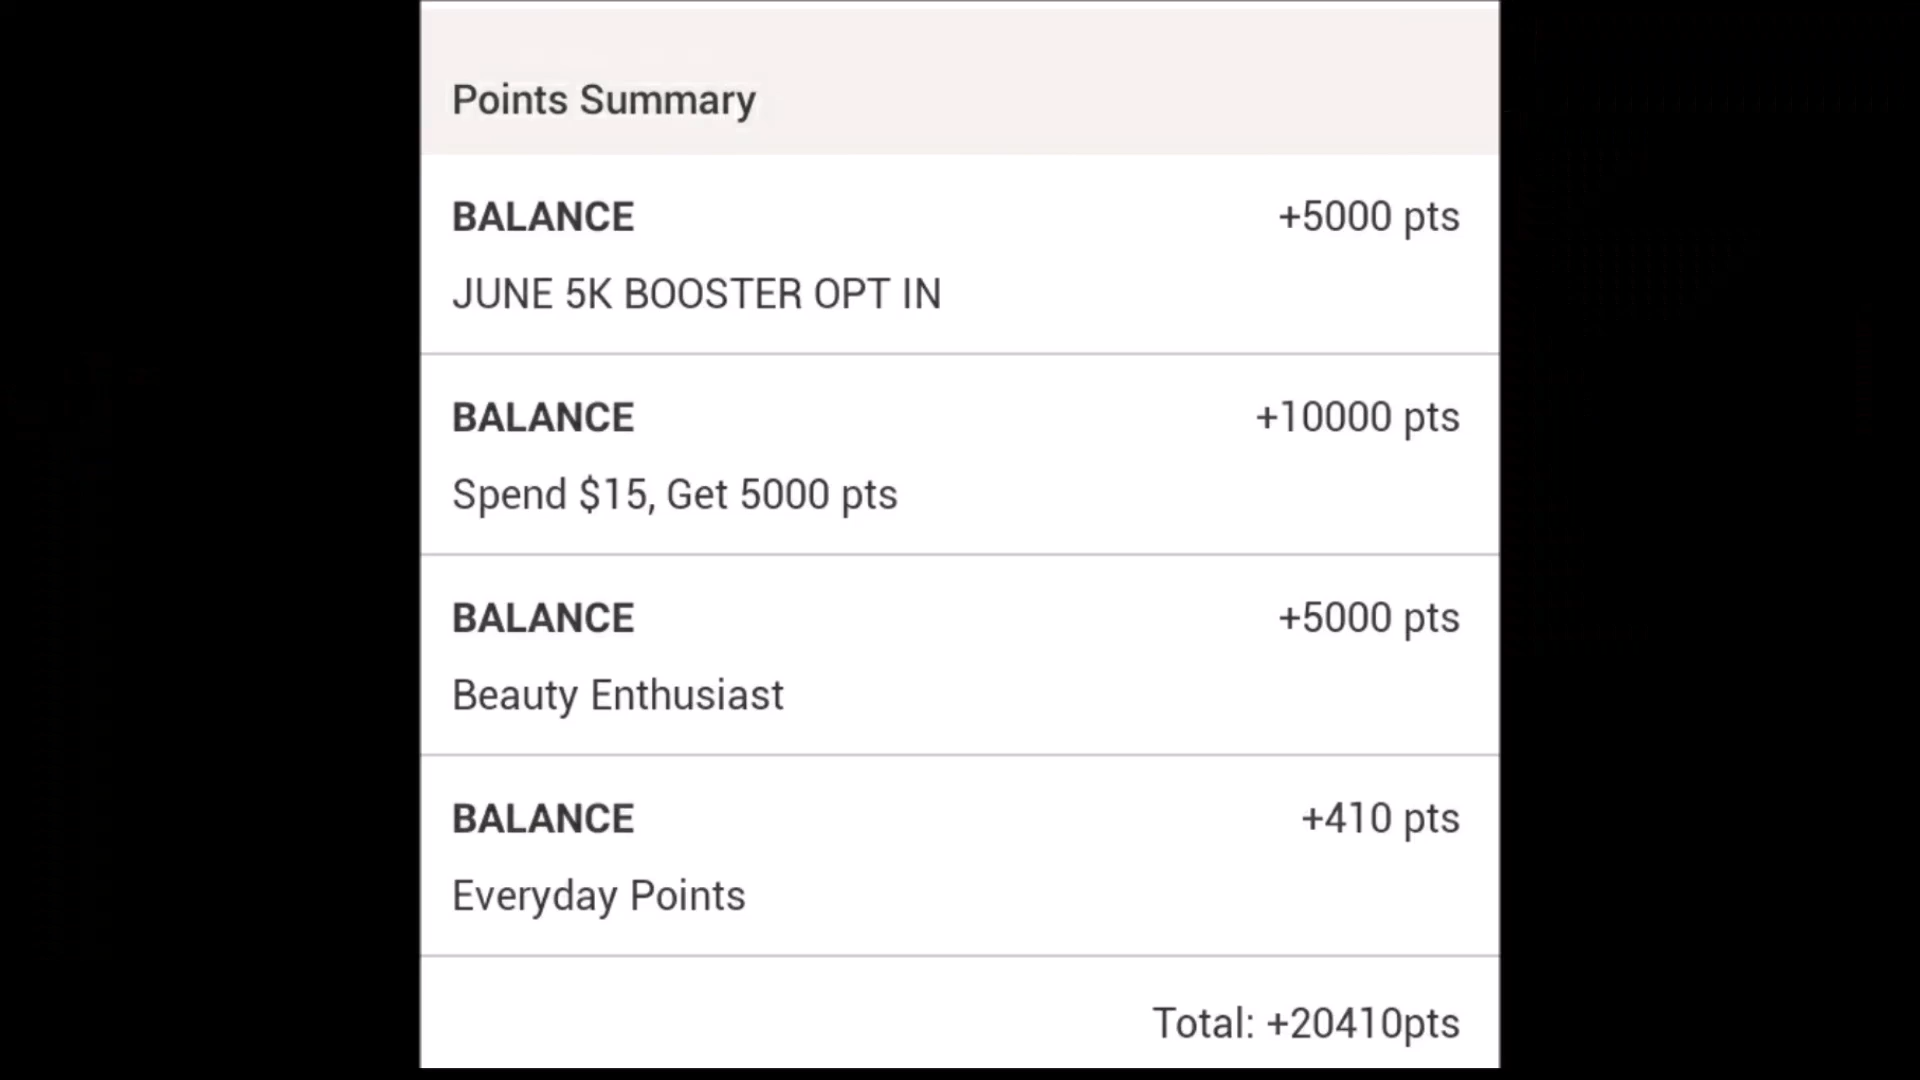 Points Summary
BALANCE +5000 pts
JUNE 5K BOOSTER OPT IN
BALANCE +10000 pts
Spend $15, Get 5000 pts
BALANCE +5000 pts
Beauty Enthusiast
BALANCE +410 pts
Everyday Points
Total: +20410pts